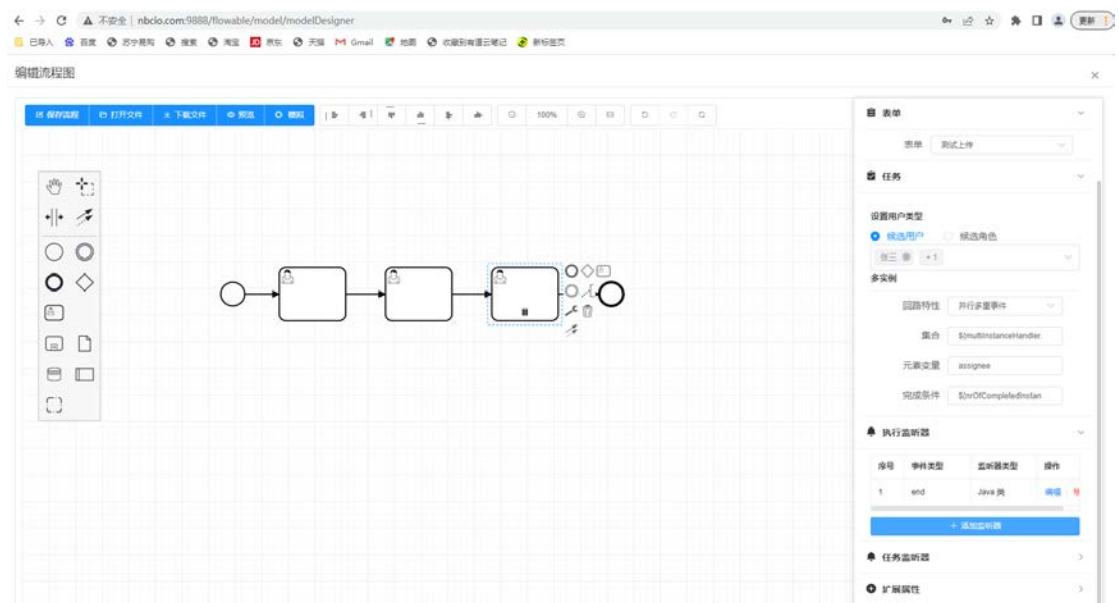 不安全 | nbcio.com:9888/flowable/model/modelDesigner
更新
已导入 百度 苏宁易购 搜索 淘宝 京东 天猫 Gmail 地图 收藏到有道云笔记 新标签页
编辑流程图
保存流程 打开文件 下载文件 预览 模拟 100%
表单
表单 测试上传
任务
设置用户类型
候选用户 候选角色
张三 +1
多实例
回路特性 并行多重事件
集合 ${multiInstanceHandler.
元素变量 assignee
完成条件 ${nrOfCompletedInstan
执行监听器
序号 事件类型 监听器类型 操作
1 end Java 类 编辑
+ 添加监听器
任务监听器
扩展属性